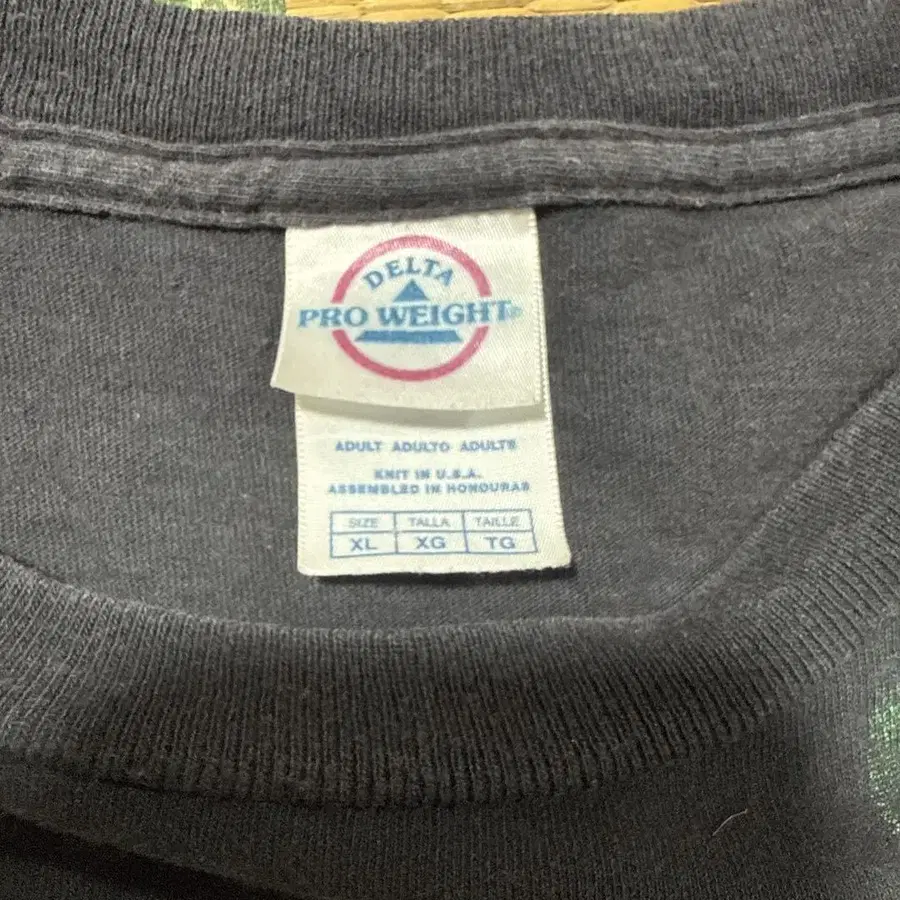 DELTA
PRO WEIGHT®
ADULT ADULTO ADULTE
KNIT IN U.S.A.
ASSEMBLED IN HONDURAS
SIZE TALLA TAILLE
XL XG TG